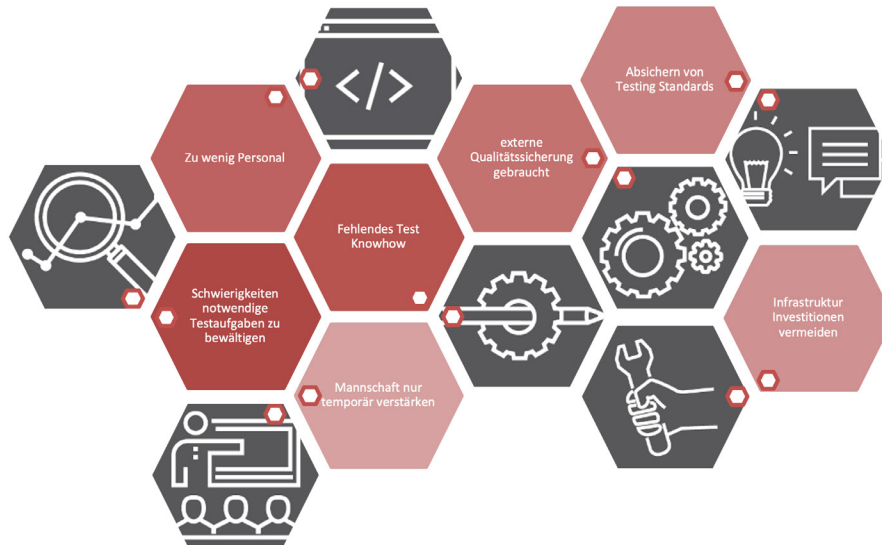 Absichern von
Testing Standards
Zu wenig Personal
externe
Qualitätssicherung
gebraucht
Fehlendes Test
Knowhow
Schwierigkeiten
notwendige
Testaufgaben zu
bewältigen
Infrastruktur
Investitionen
vermeiden
Mannschaft nur
temporär verstärken